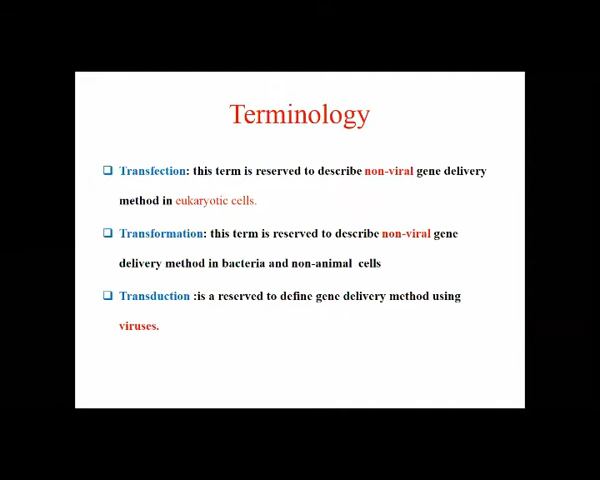 Terminology
❑ Transfection: this term is reserved to describe non-viral gene delivery
method in eukaryotic cells.
❑ Transformation: this term is reserved to describe non-viral gene
delivery method in bacteria and non-animal cells
❑ Transduction :is a reserved to define gene delivery method using
viruses.